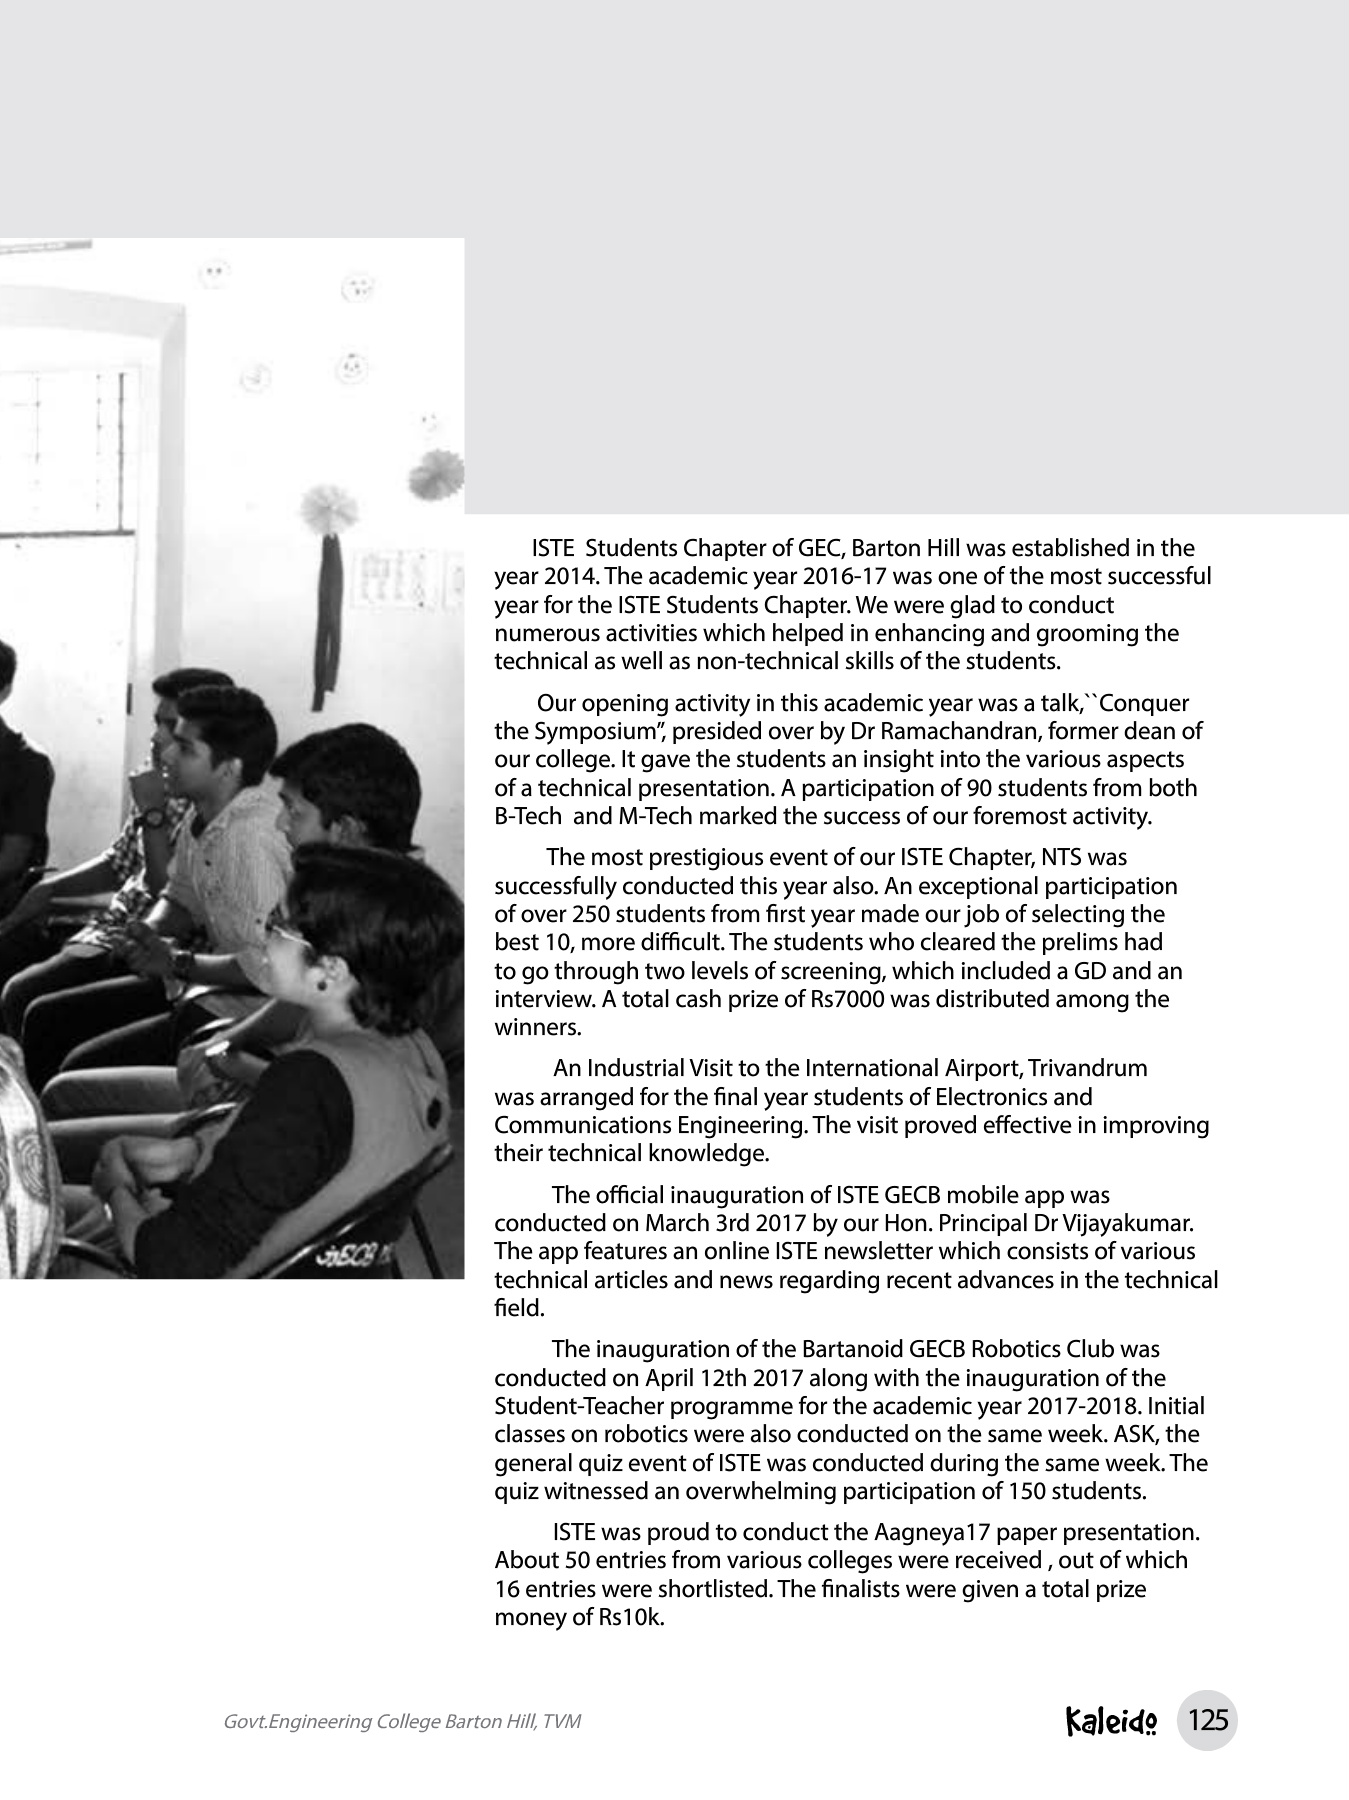 ISTE Students Chapter of GEC, Barton Hill was established in the
year 2014. The academic year 2016-17 was one of the most successful
year for the ISTE Students Chapter. We were glad to conduct
numerous activities which helped in enhancing and grooming the
technical as well as non-technical skills of the students.
Our opening activity in this academic year was a talk,``Conquer
the Symposium”, presided over by Dr Ramachandran, former dean of
our college. It gave the students an insight into the various aspects
of a technical presentation. A participation of 90 students from both
B-Tech and M-Tech marked the success of our foremost activity.
The most prestigious event of our ISTE Chapter, NTS was
successfully conducted this year also. An exceptional participation
of over 250 students from first year made our job of selecting the
best 10, more difficult. The students who cleared the prelims had
to go through two levels of screening, which included a GD and an
interview. A total cash prize of Rs7000 was distributed among the
winners.
An Industrial Visit to the International Airport, Trivandrum
was arranged for the final year students of Electronics and
Communications Engineering. The visit proved effective in improving
their technical knowledge.
The official inauguration of ISTE GECB mobile app was
conducted on March 3rd 2017 by our Hon. Principal Dr Vijayakumar.
The app features an online ISTE newsletter which consists of various
technical articles and news regarding recent advances in the technical
field.
The inauguration of the Bartanoid GECB Robotics Club was
conducted on April 12th 2017 along with the inauguration of the
Student-Teacher programme for the academic year 2017-2018. Initial
classes on robotics were also conducted on the same week. ASK, the
general quiz event of ISTE was conducted during the same week. The
quiz witnessed an overwhelming participation of 150 students.
ISTE was proud to conduct the Aagneya17 paper presentation.
About 50 entries from various colleges were received , out of which
16 entries were shortlisted. The finalists were given a total prize
money of Rs10k.
Govt.Engineering College Barton Hill, TVM
Kaleido
125